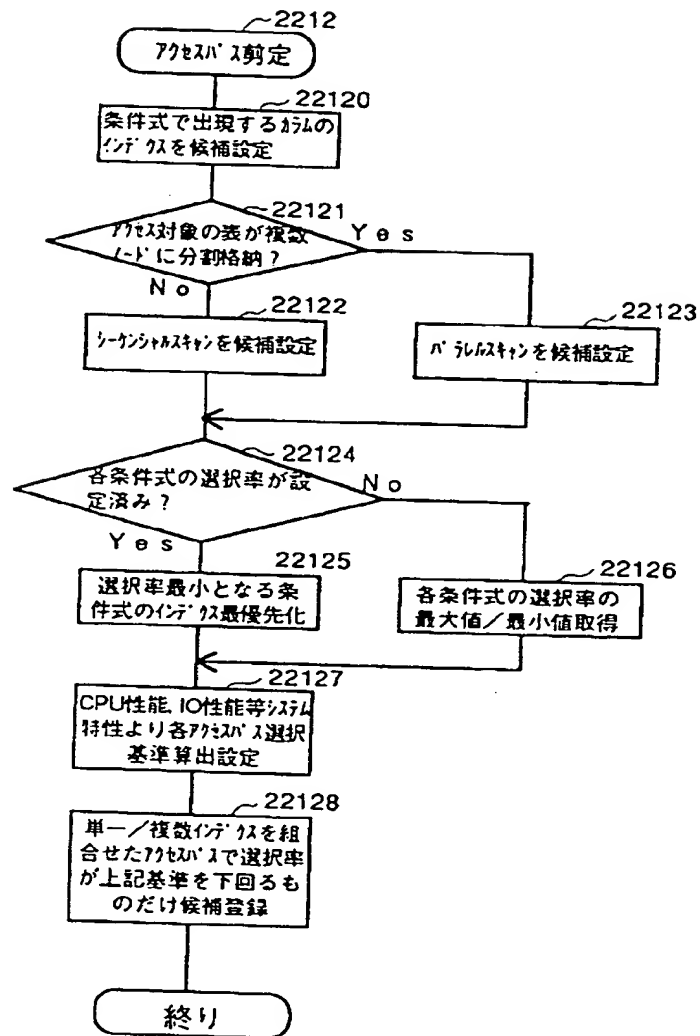 2212
アクセスパス剪定
22120
条件式で出現するカラムの
インデクスを候補設定
22121
アクセス対象の表が複数
ノードに分割格納?
Yes
No
22122
シーケンシャルスキャンを候補設定
22123
パラレルスキャンを候補設定
22124
各条件式の選択率が設
定済み?
No
Yes
22125
選択率最小となる条
件式のインデクス最優先化
22126
各条件式の選択率の
最大値/最小値取得
22127
CPU性能、IO性能等システム
特性より各アクセスパス選択
基準算出設定
22128
単一/複数インデクスを組
合せたアクセスパスで選択率
が上記基準を下回るも
のだけ候補登録
終り